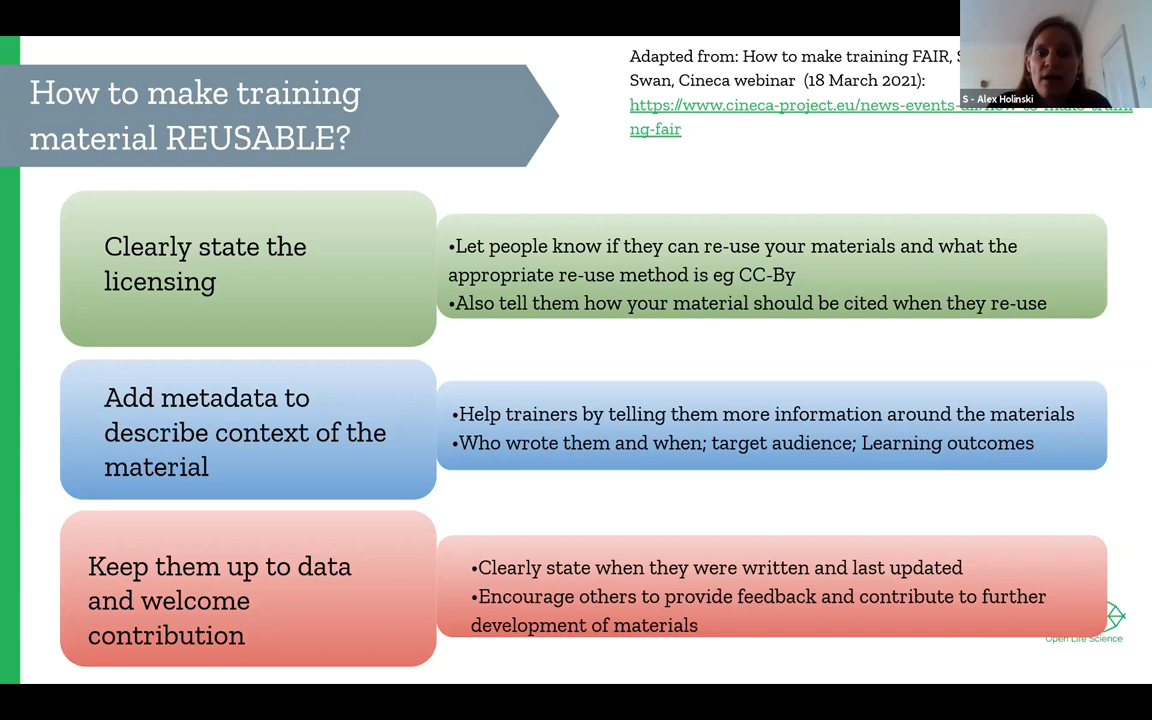 How to make training
material REUSABLE?
Adapted from: How to make training FAIR,
Swan, Cineca webinar (18 March 2021):
https://www.cineca-project.eu/news-events-
ng-fair
S - Alex Holinski
Clearly state the
licensing
•Let people know if they can re-use your materials and what the
appropriate re-use method is eg CC-By
•Also tell them how your material should be cited when they re-use
Add metadata to
describe context of the
material
•Help trainers by telling them more information around the materials
•Who wrote them and when; target audience; Learning outcomes
Keep them up to data
and welcome
contribution
•Clearly state when they were written and last updated
•Encourage others to provide feedback and contribute to further
development of materials
Open Life Science